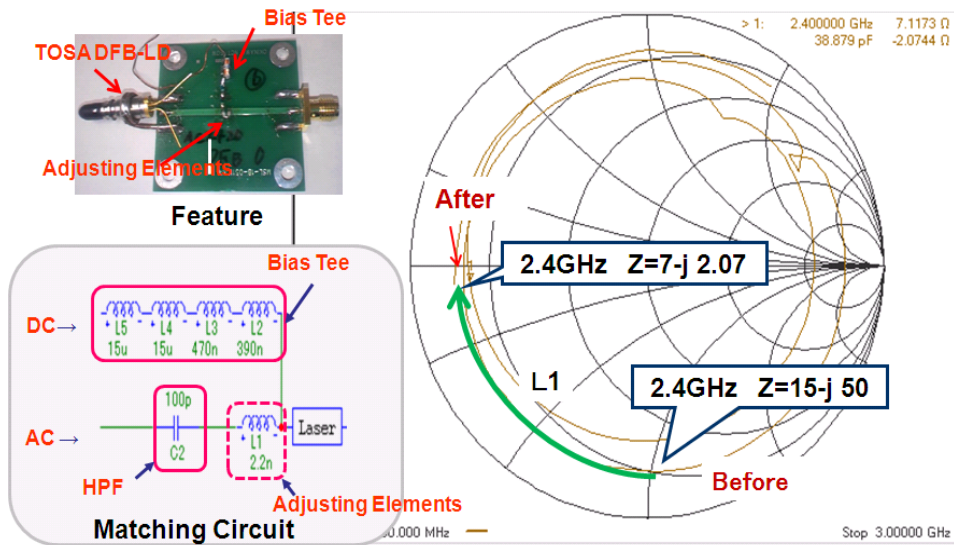 Bias Tee
TOSA DFB-LD
Adjusting Elements
Feature
> 1: 2.400000 GHz 7.1173 Ω
38.879 pF -2.0744 Ω
After
2.4GHz Z=7-j 2.07
L1
2.4GHz Z=15-j 50
Before
Stop 3.00000 GHz
Bias Tee
DC→
+ L5 - + L4 - + L3 - + L2 -
15u 15u 470n 390n
100p
AC→
C2
+ L1 -
2.2n
Laser
HPF
Adjusting Elements
Matching Circuit
0.000 MHz